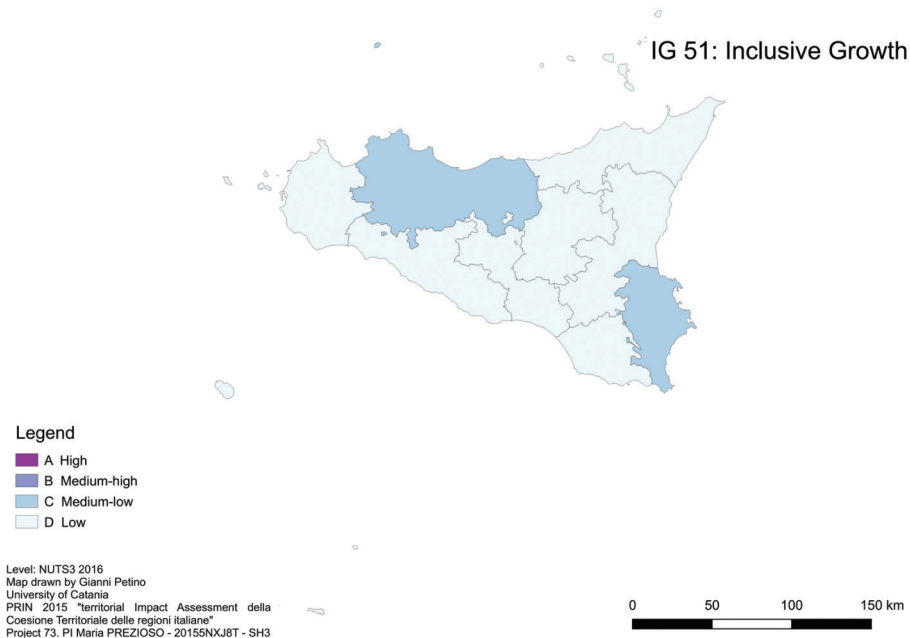 IG 51: Inclusive Growth
Legend
A High
B Medium-high
C Medium-low
D Low
Level: NUTS3 2016
Map drawn by Gianni Petino
University of Catania
PRIN 2015 "territorial Impact Assessment della
Coesione Territoriale delle regioni italiane"
Project 73. PI Maria PREZIOSO - 20155NXJ8T - SH3
0 50 100 150 km